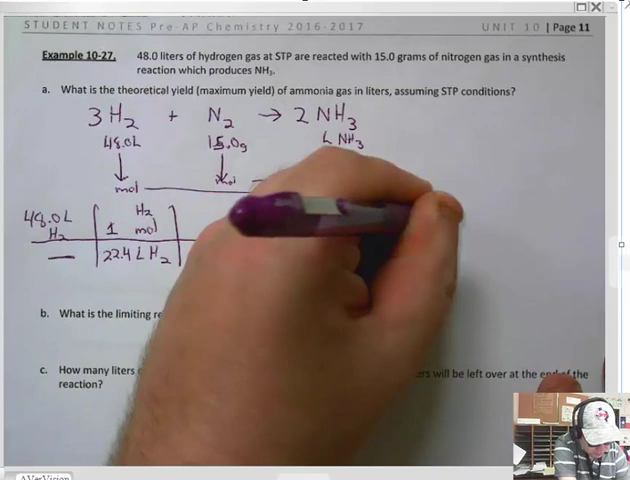 STUDENT NOTES Pre-AP Chemistry 2016-2017 UNIT 10 | Page 11
Example 10-27. 48.0 liters of hydrogen gas at STP are reacted with 15.0 grams of nitrogen gas in a synthesis
reaction which produces NH₃.
a. What is the theoretical yield (maximum yield) of ammonia gas in liters, assuming STP conditions?
3H₂ + N₂ → 2 NH₃
48.0L 15.0g L NH₃
mol mol
48.0L H₂
H₂ 1 mol
22.4 L H₂
b. What is the limiting
c. How many liters will be left over at the end of the
reaction?
AVerVision